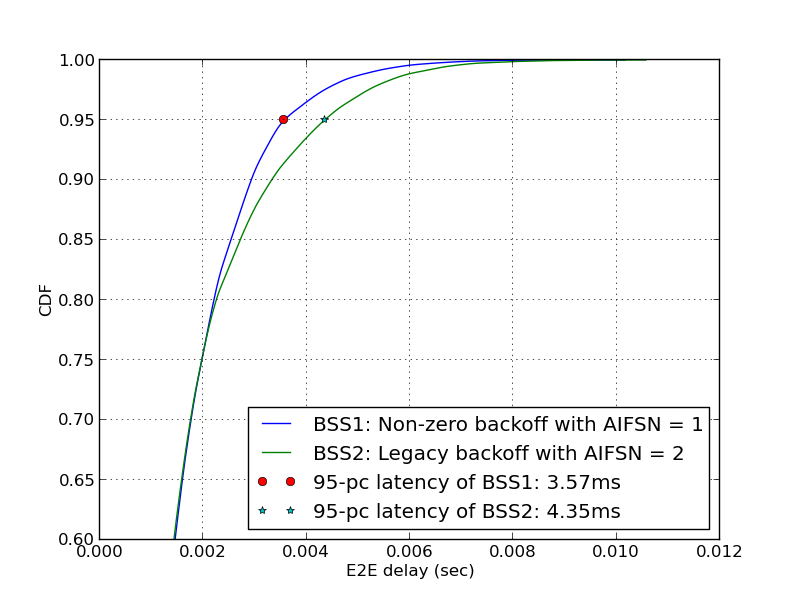 1.00
0.95
0.90
0.85
0.80
0.75
0.70
0.65
0.60
CDF
BSS1: Non-zero backoff with AIFSN = 1
BSS2: Legacy backoff with AIFSN = 2
95-pc latency of BSS1: 3.57ms
95-pc latency of BSS2: 4.35ms
0.000 0.002 0.004 0.006 0.008 0.010 0.012
E2E delay (sec)